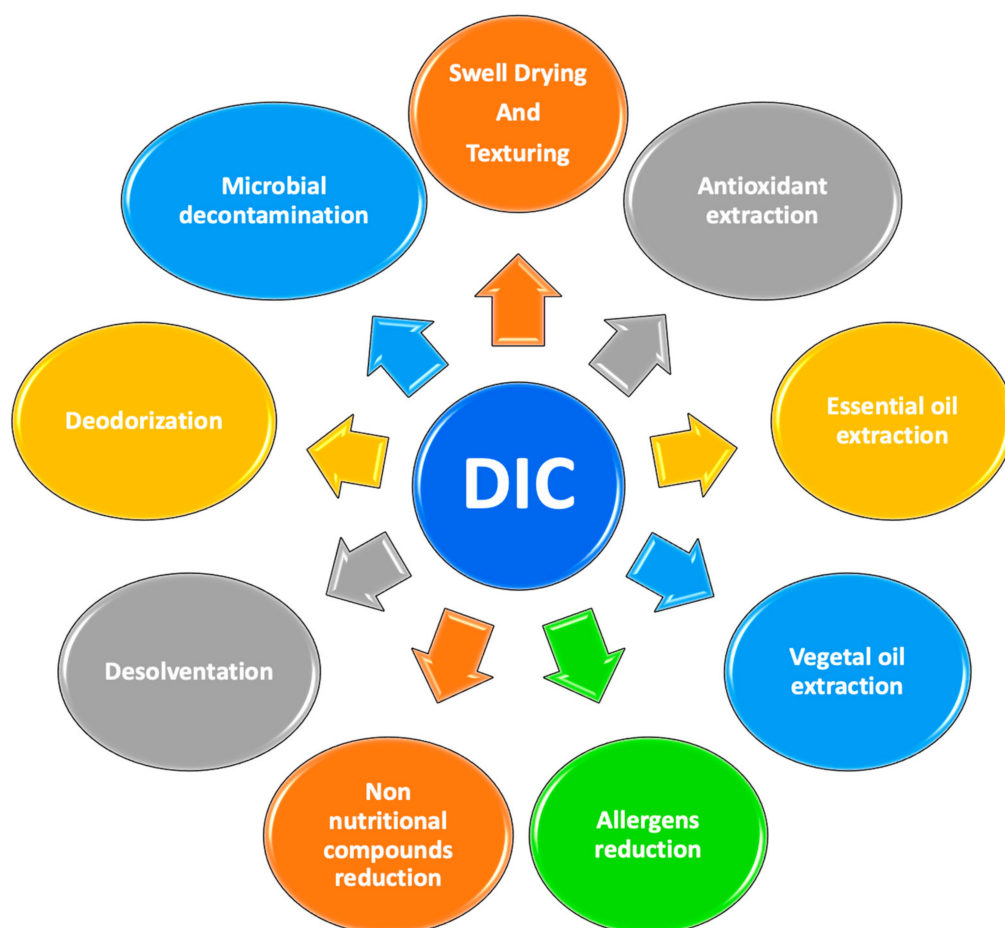 Swell Drying
And
Texturing
Antioxidant
extraction
Essential oil
extraction
Vegetal oil
extraction
Allergens
reduction
Non
nutritional
compounds
reduction
Desolventation
Deodorization
Microbial
decontamination
DIC